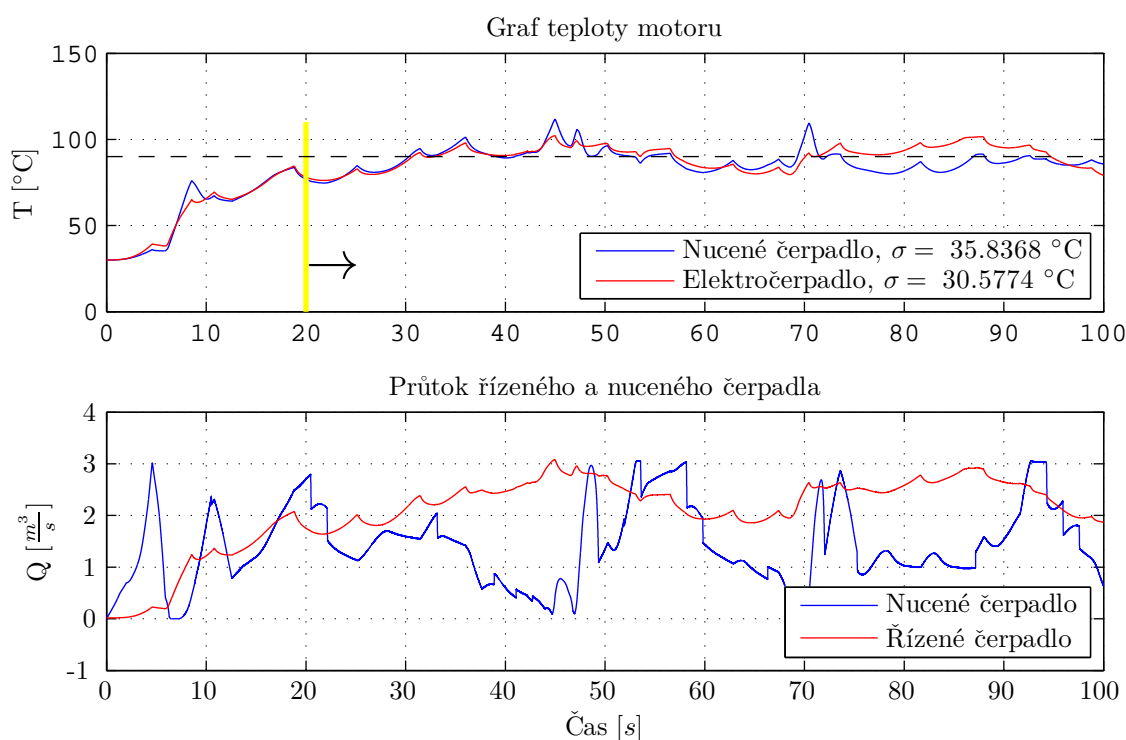 Graf teploty motoru
150
100
50
0
T [°C]
Nucené čerpadlo, σ = 35.8368 °C
Elektročerpadlo, σ = 30.5774 °C
0 10 20 30 40 50 60 70 80 90 100
Průtok řízeného a nuceného čerpadla
4
3
2
1
0
-1
Q [m³/s]
Nucené čerpadlo
Řízené čerpadlo
0 10 20 30 40 50 60 70 80 90 100
Čas [s]